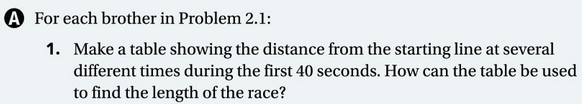 A For each brother in Problem 2.1:
1. Make a table showing the distance from the starting line at several
different times during the first 40 seconds. How can the table be used
to find the length of the race?